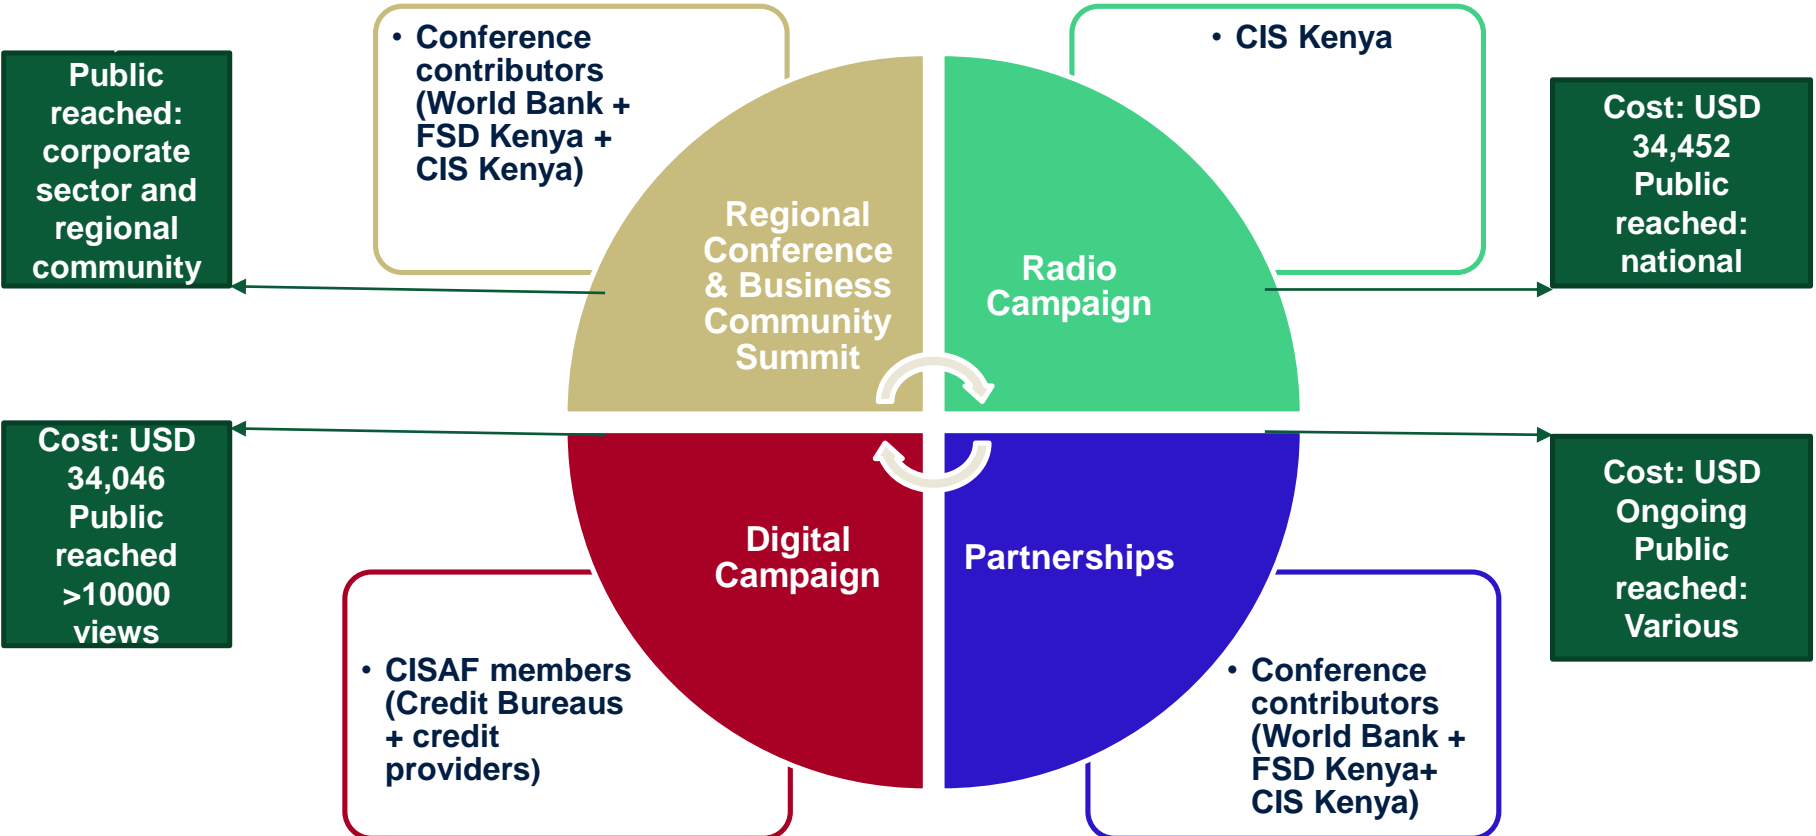 • Conference
contributors
(World Bank +
FSD Kenya +
CIS Kenya)
• CIS Kenya
Public
reached:
corporate
sector and
regional
community
Regional
Conference
& Business
Community
Summit
Radio
Campaign
Cost: USD
34,452
Public
reached:
national
Cost: USD
34,046
Public
reached
>10000
views
Digital
Campaign
Partnerships
Cost: USD
Ongoing
Public
reached:
Various
• CISAF members
(Credit Bureaus
+ credit
providers)
• Conference
contributors
(World Bank +
FSD Kenya+
CIS Kenya)